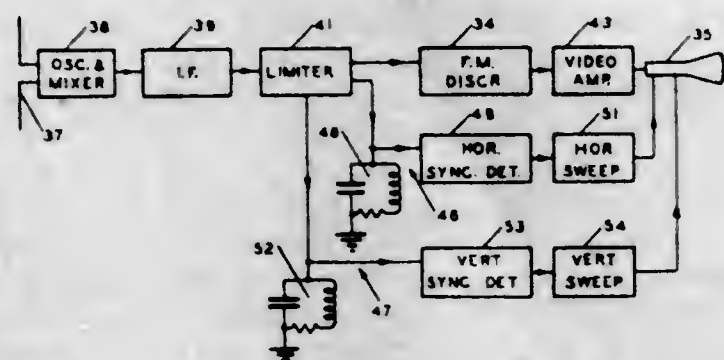 38
39
41
34
43
35
OSC. &
MIXER
I.F.
LIMITER
F.M.
DISCR
VIDEO
AMP.
37
48
49
51
HOR.
SYNC. DET.
HOR
SWEEP
46
52
53
54
VERT
SYNC DET
VERT
SWEEP
47